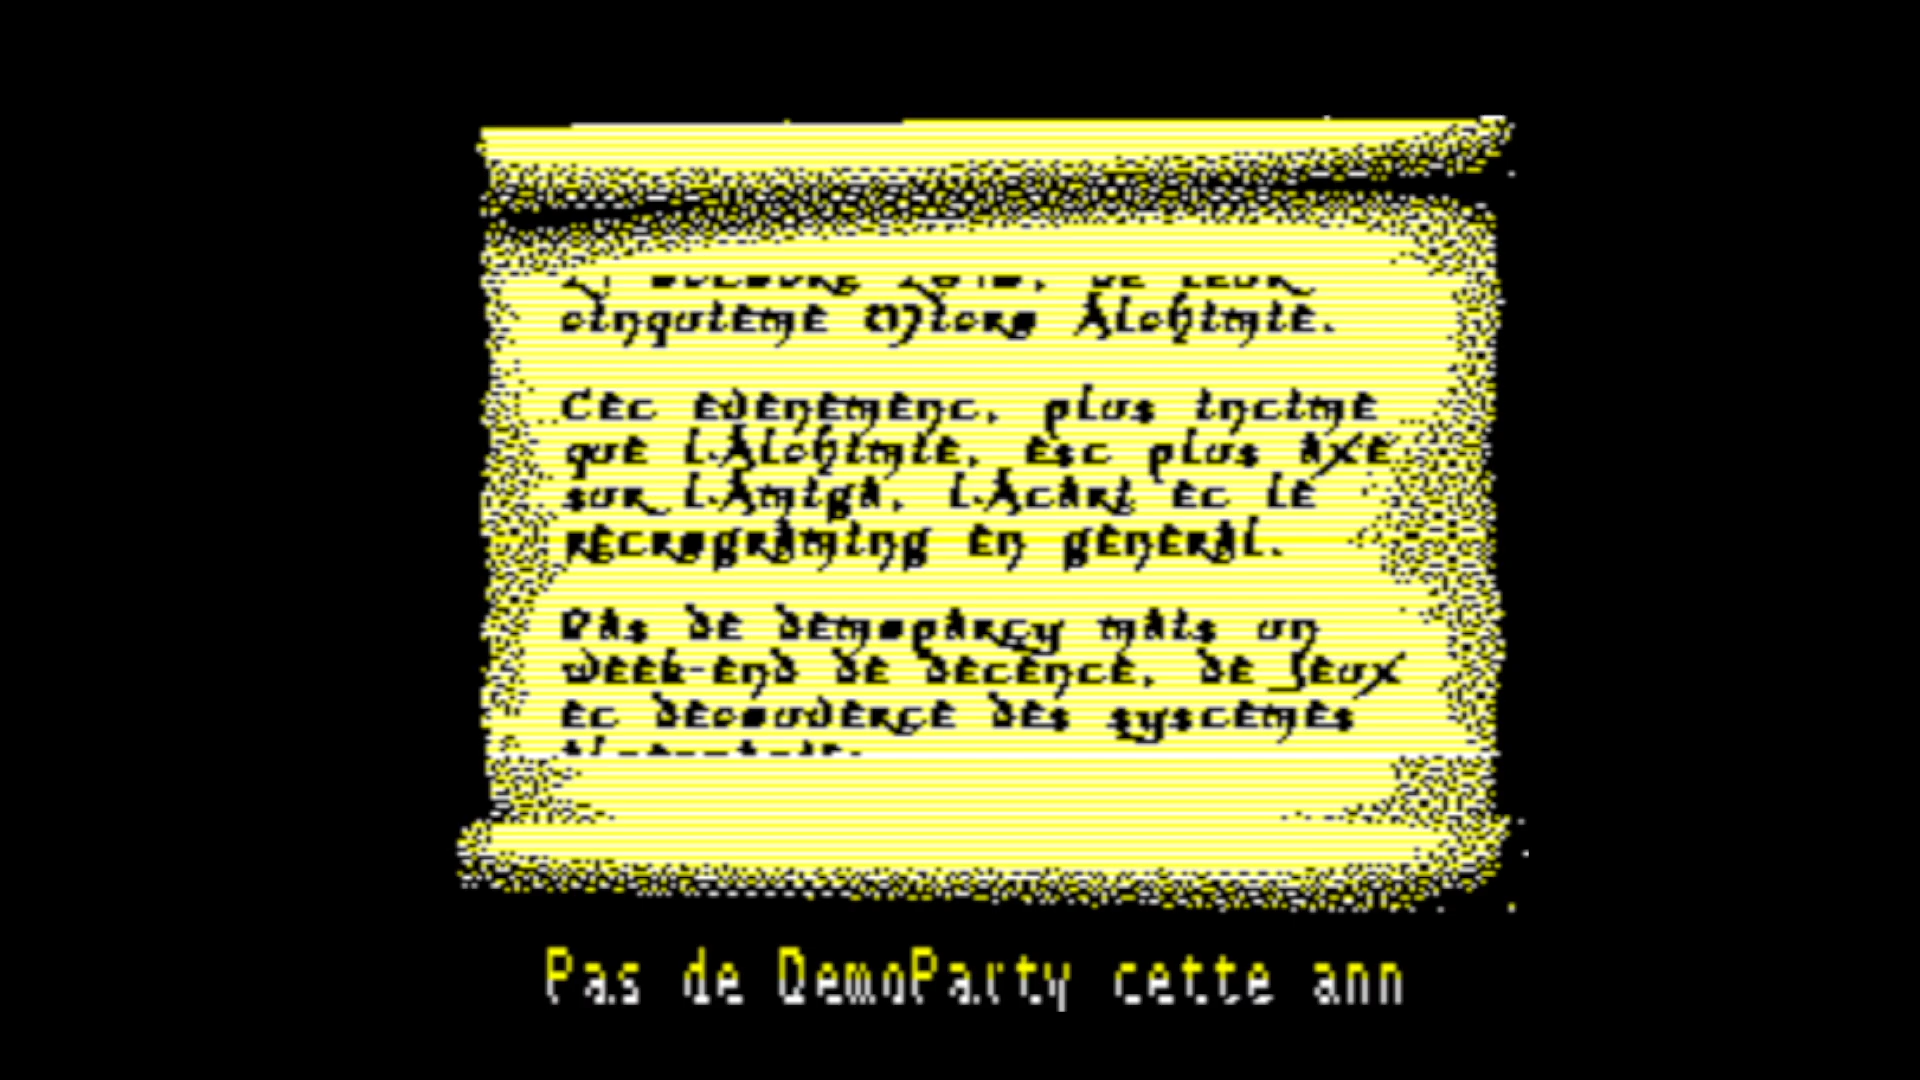 cinquieme Micro Alchimie.
Cet evenement, plus intime
que l'Alchimie, est plus axe
sur l'Amiga, l'Atari et le
retrograming en general.
Pas de demoparty mais un
week-end de detente, de jeux
et decouverte des systemes
Pas de DemoParty cette ann